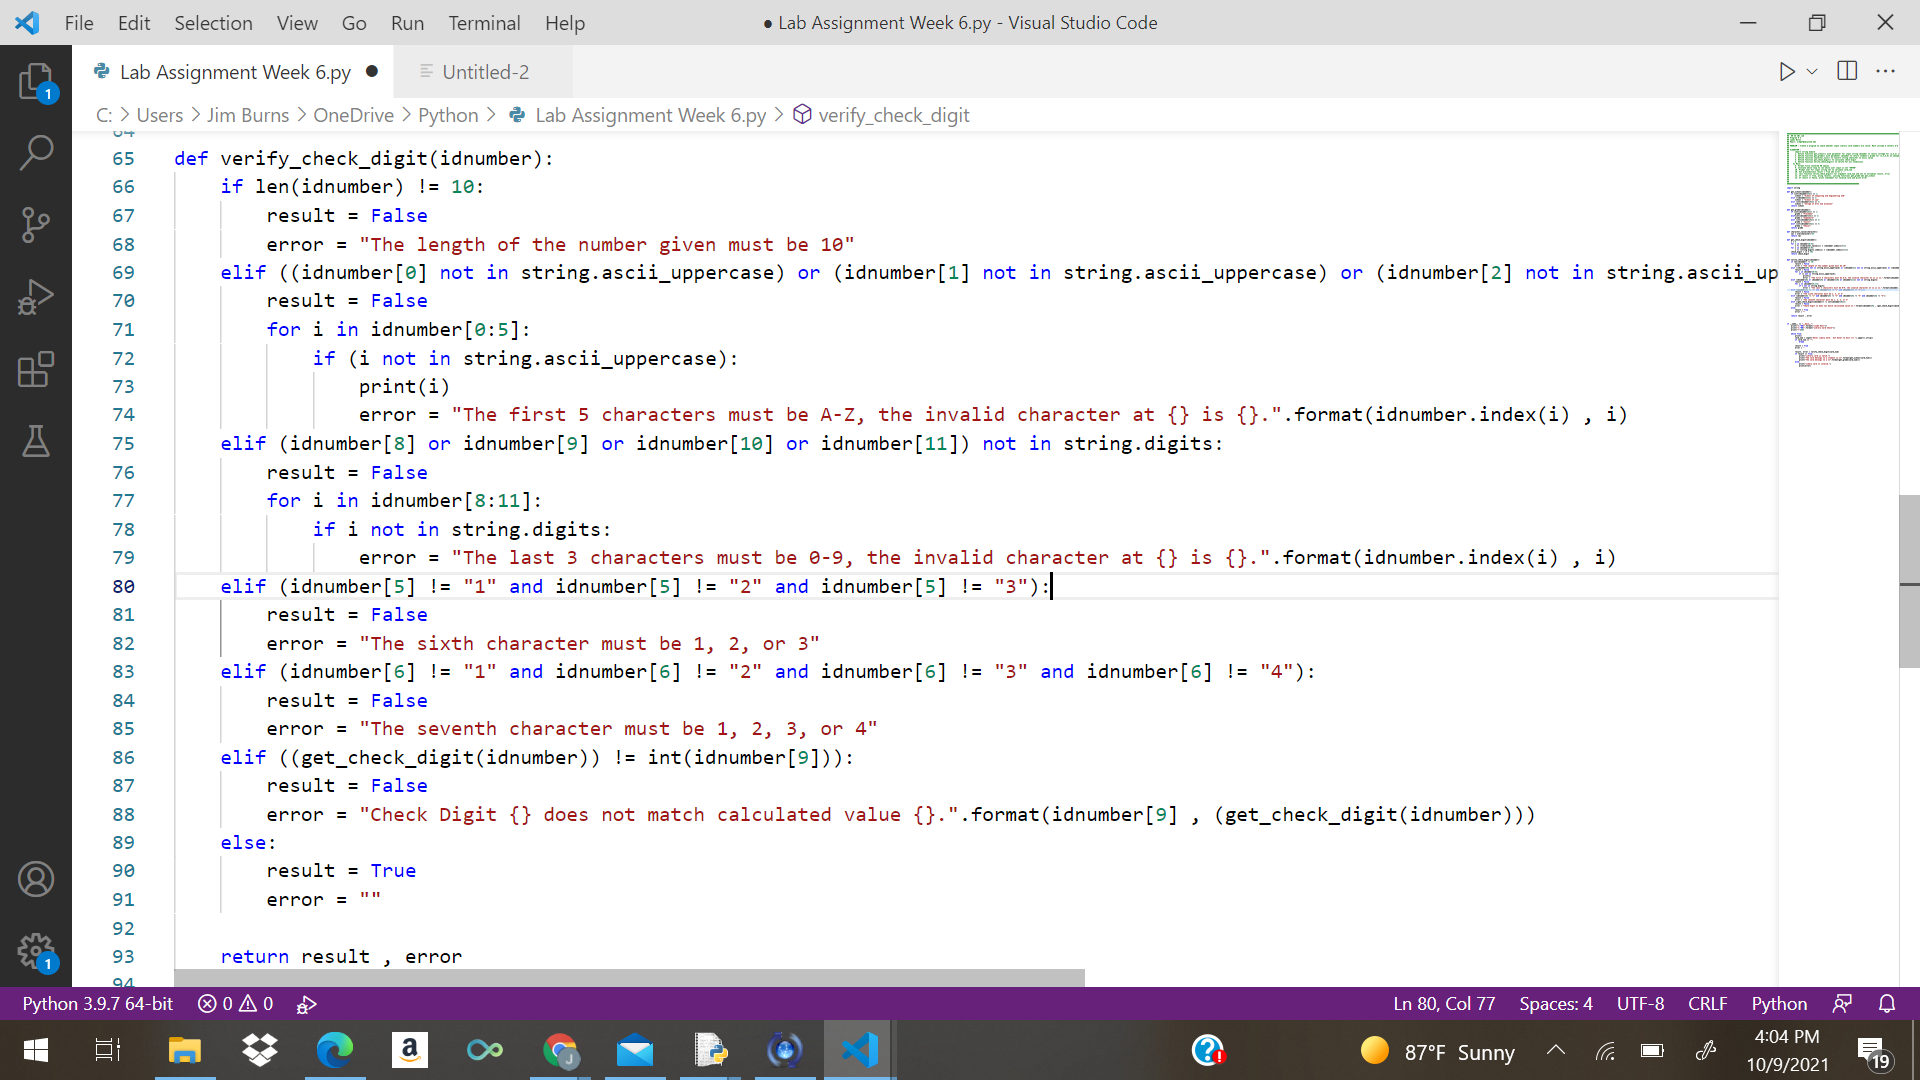 File Edit Selection View Go Run Terminal Help ● Lab Assignment Week 6.py - Visual Studio Code
Lab Assignment Week 6.py ● Untitled-2
C: > Users > Jim Burns > OneDrive > Python > Lab Assignment Week 6.py > verify_check_digit
64
65 def verify_check_digit(idnumber):
66 if len(idnumber) != 10:
67 result = False
68 error = "The length of the number given must be 10"
69 elif ((idnumber[0] not in string.ascii_uppercase) or (idnumber[1] not in string.ascii_uppercase) or (idnumber[2] not in string.ascii_up
70 result = False
71 for i in idnumber[0:5]:
72 if (i not in string.ascii_uppercase):
73 print(i)
74 error = "The first 5 characters must be A-Z, the invalid character at {} is {}.".format(idnumber.index(i) , i)
75 elif (idnumber[8] or idnumber[9] or idnumber[10] or idnumber[11]) not in string.digits:
76 result = False
77 for i in idnumber[8:11]:
78 if i not in string.digits:
79 error = "The last 3 characters must be 0-9, the invalid character at {} is {}.".format(idnumber.index(i) , i)
80 elif (idnumber[5] != "1" and idnumber[5] != "2" and idnumber[5] != "3"):
81 result = False
82 error = "The sixth character must be 1, 2, or 3"
83 elif (idnumber[6] != "1" and idnumber[6] != "2" and idnumber[6] != "3" and idnumber[6] != "4"):
84 result = False
85 error = "The seventh character must be 1, 2, 3, or 4"
86 elif ((get_check_digit(idnumber)) != int(idnumber[9])):
87 result = False
88 error = "Check Digit {} does not match calculated value {}.".format(idnumber[9] , (get_check_digit(idnumber)))
89 else:
90 result = True
91 error = ""
92
93 return result , error
94
Python 3.9.7 64-bit 0 0 Ln 80, Col 77 Spaces: 4 UTF-8 CRLF Python
87°F Sunny 4:04 PM
10/9/2021 19